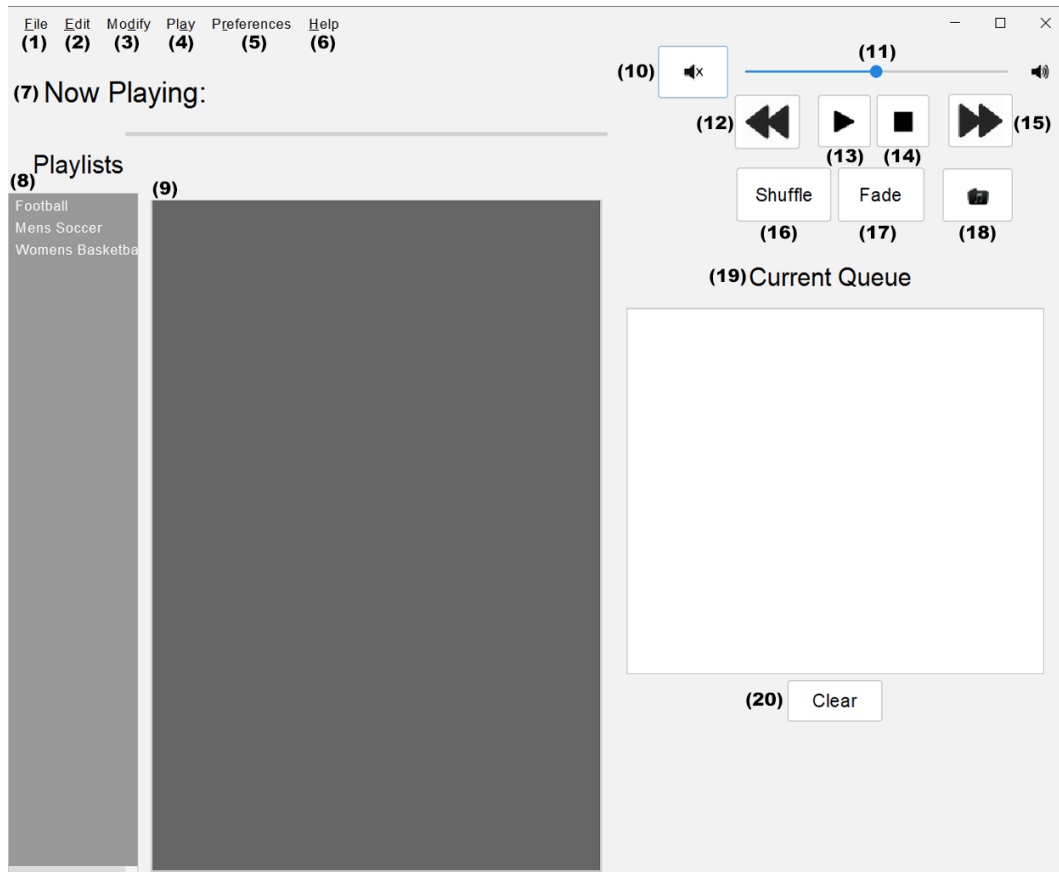 File Edit Modify Play Preferences Help
(1) (2) (3) (4) (5) (6)
(11)
(10)
(7) Now Playing:
(12) (15)
(13) (14)
Playlists
(8)
(9)
Football
Mens Soccer
Womens Basketba
Shuffle Fade
(16) (17) (18)
(19) Current Queue
(20) Clear